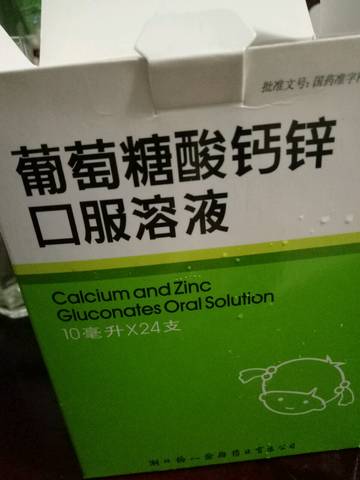 批准文号:国药准字
葡萄糖酸钙锌
口服溶液
Calcium and Zinc
Gluconates Oral Solution
10毫升X24支